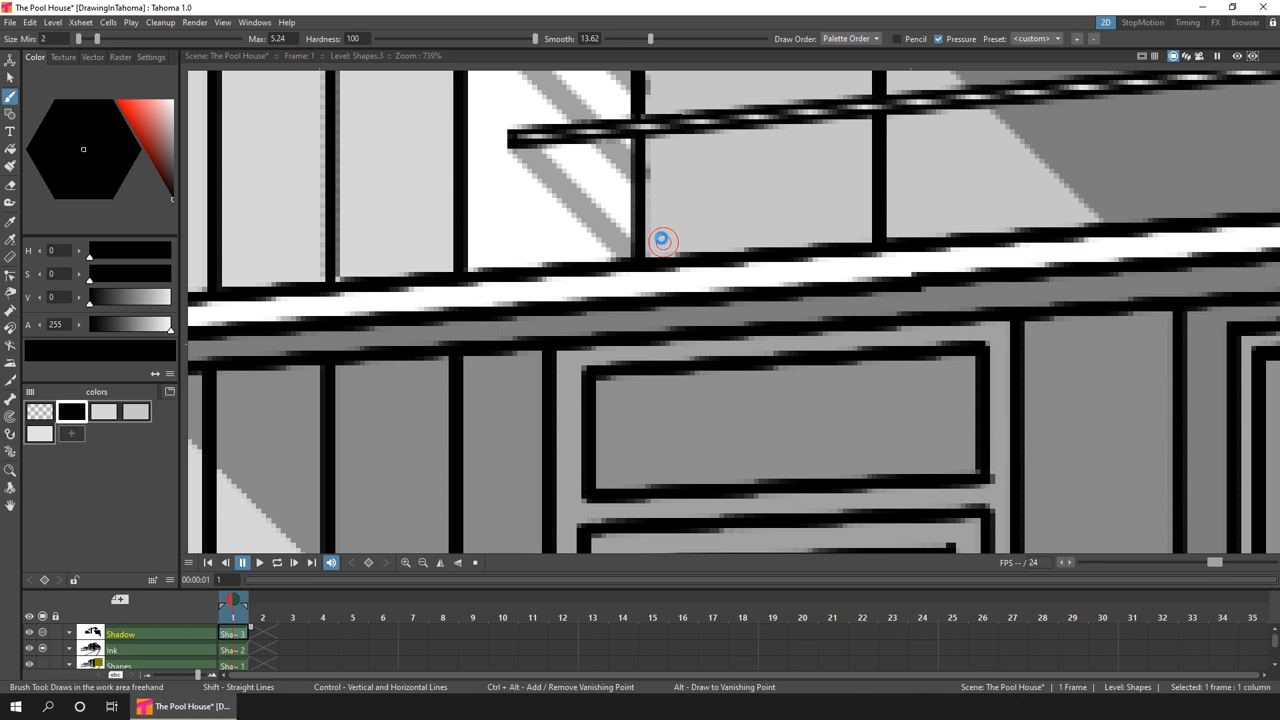 The Pool House* [DrawingInTahoma] : Tahoma 1.0
File Edit Level Xsheet Cells Play Cleanup Render View Windows Help
2D StopMotion Timing FX Browser
Size Min: 2 Max: 5.24 Hardness: 100 Smooth: 13.62 Draw Order: Palette Order Pencil Pressure Preset: <custom> + -
Color Texture Vector Raster Settings
Scene: The Pool House* :: Frame: 1 :: Level: Shapes.3 :: Zoom : 739%
H 0
S 0
V 0
A 255
colors
+
FPS -- / 24
00:00:01 1
1 2 3 4 5 6 7 8 9 10 11 12 13 14 15 16 17 18 19 20 21 22 23 24 25 26 27 28 29 30 31 32 33 34 35
Shadow Sha 3
Ink Sha 2
Shapes Sha 1
abc
Brush Tool: Draws in the work area freehand Shift - Straight Lines Control - Vertical and Horizontal Lines Ctrl + Alt - Add / Remove Vanishing Point Alt - Draw to Vanishing Point Scene: The Pool House* | 1 Frame | Level: Shapes | Selected: 1 frame : 1 column
The Pool House* [D...